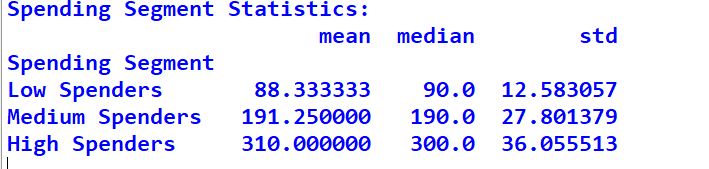 Spending Segment Statistics:
mean median std
Spending Segment
Low Spenders 88.333333 90.0 12.583057
Medium Spenders 191.250000 190.0 27.801379
High Spenders 310.000000 300.0 36.055513